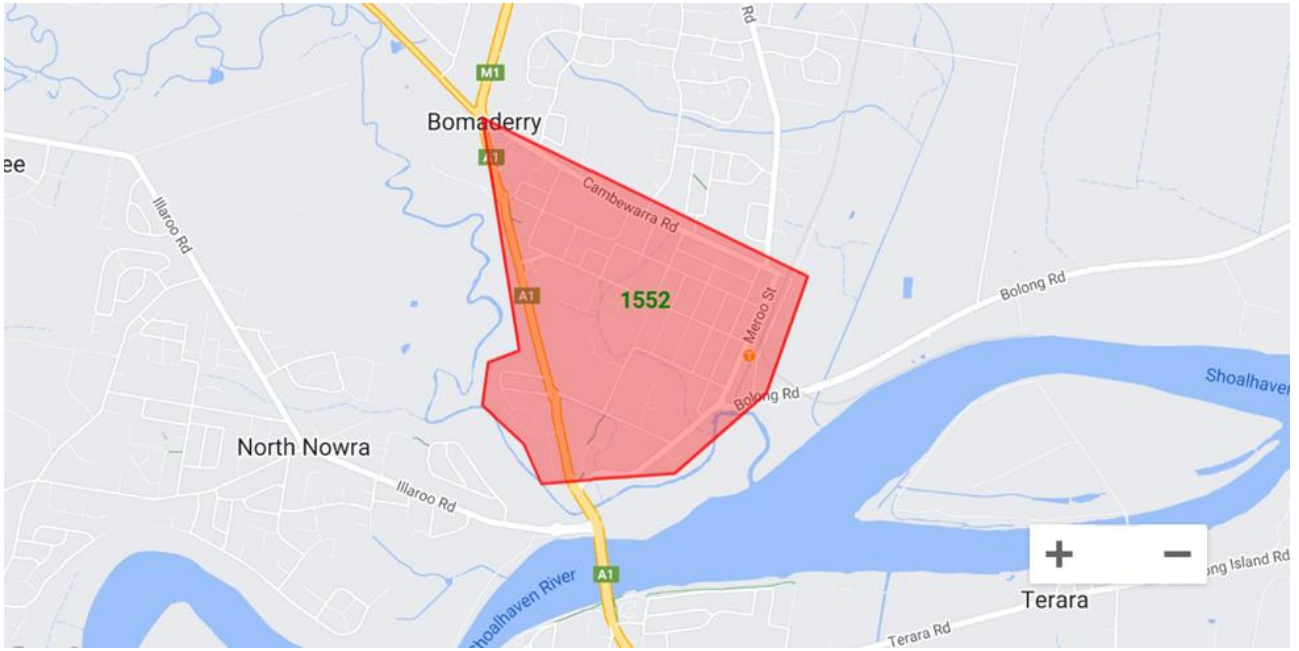 Rd
M1
Bomaderry
A1
ee
Cambewarra Rd
Illaroo Rd
A1
1552
Meroo St
Bolong Rd
T
Bolong Rd
Shoalhaven
North Nowra
Illaroo Rd
+ −
A1
ong Island Rd
Shoalhaven River
Terara
Terara Rd